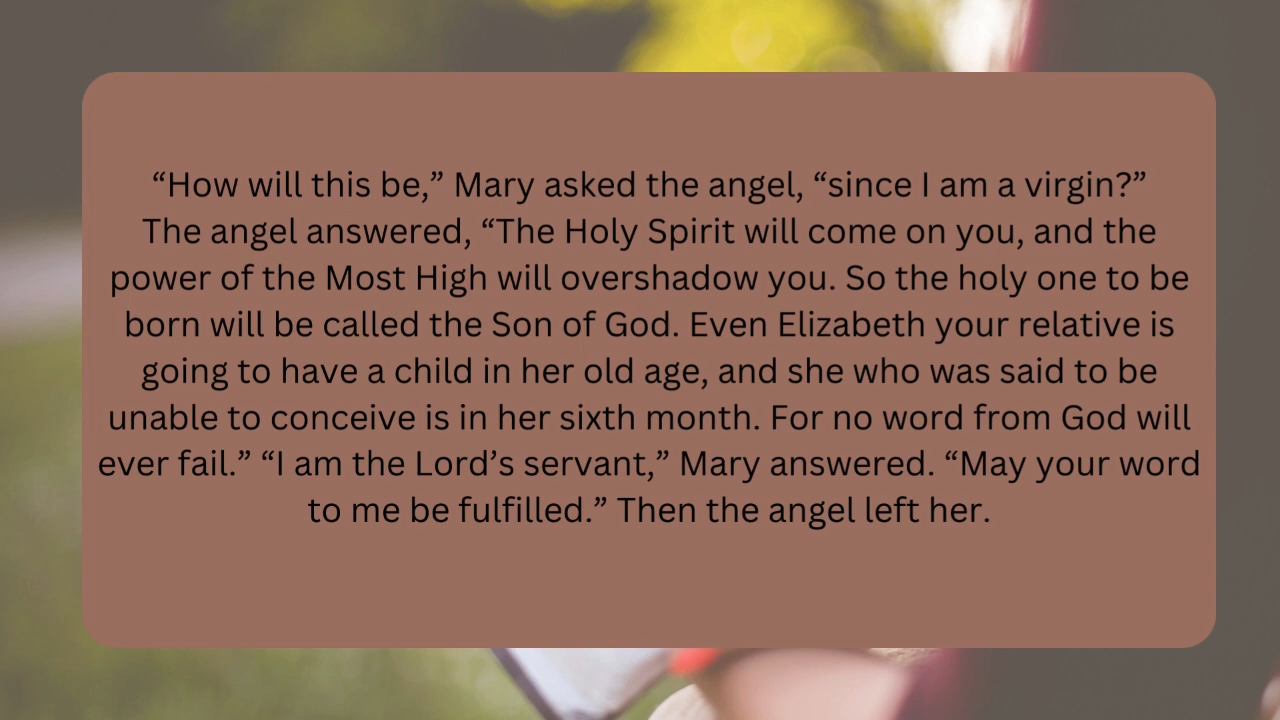 “How will this be,” Mary asked the angel, “since I am a virgin?”
The angel answered, “The Holy Spirit will come on you, and the
power of the Most High will overshadow you. So the holy one to be
born will be called the Son of God. Even Elizabeth your relative is
going to have a child in her old age, and she who was said to be
unable to conceive is in her sixth month. For no word from God will
ever fail.” “I am the Lord’s servant,” Mary answered. “May your word
to me be fulfilled.” Then the angel left her.